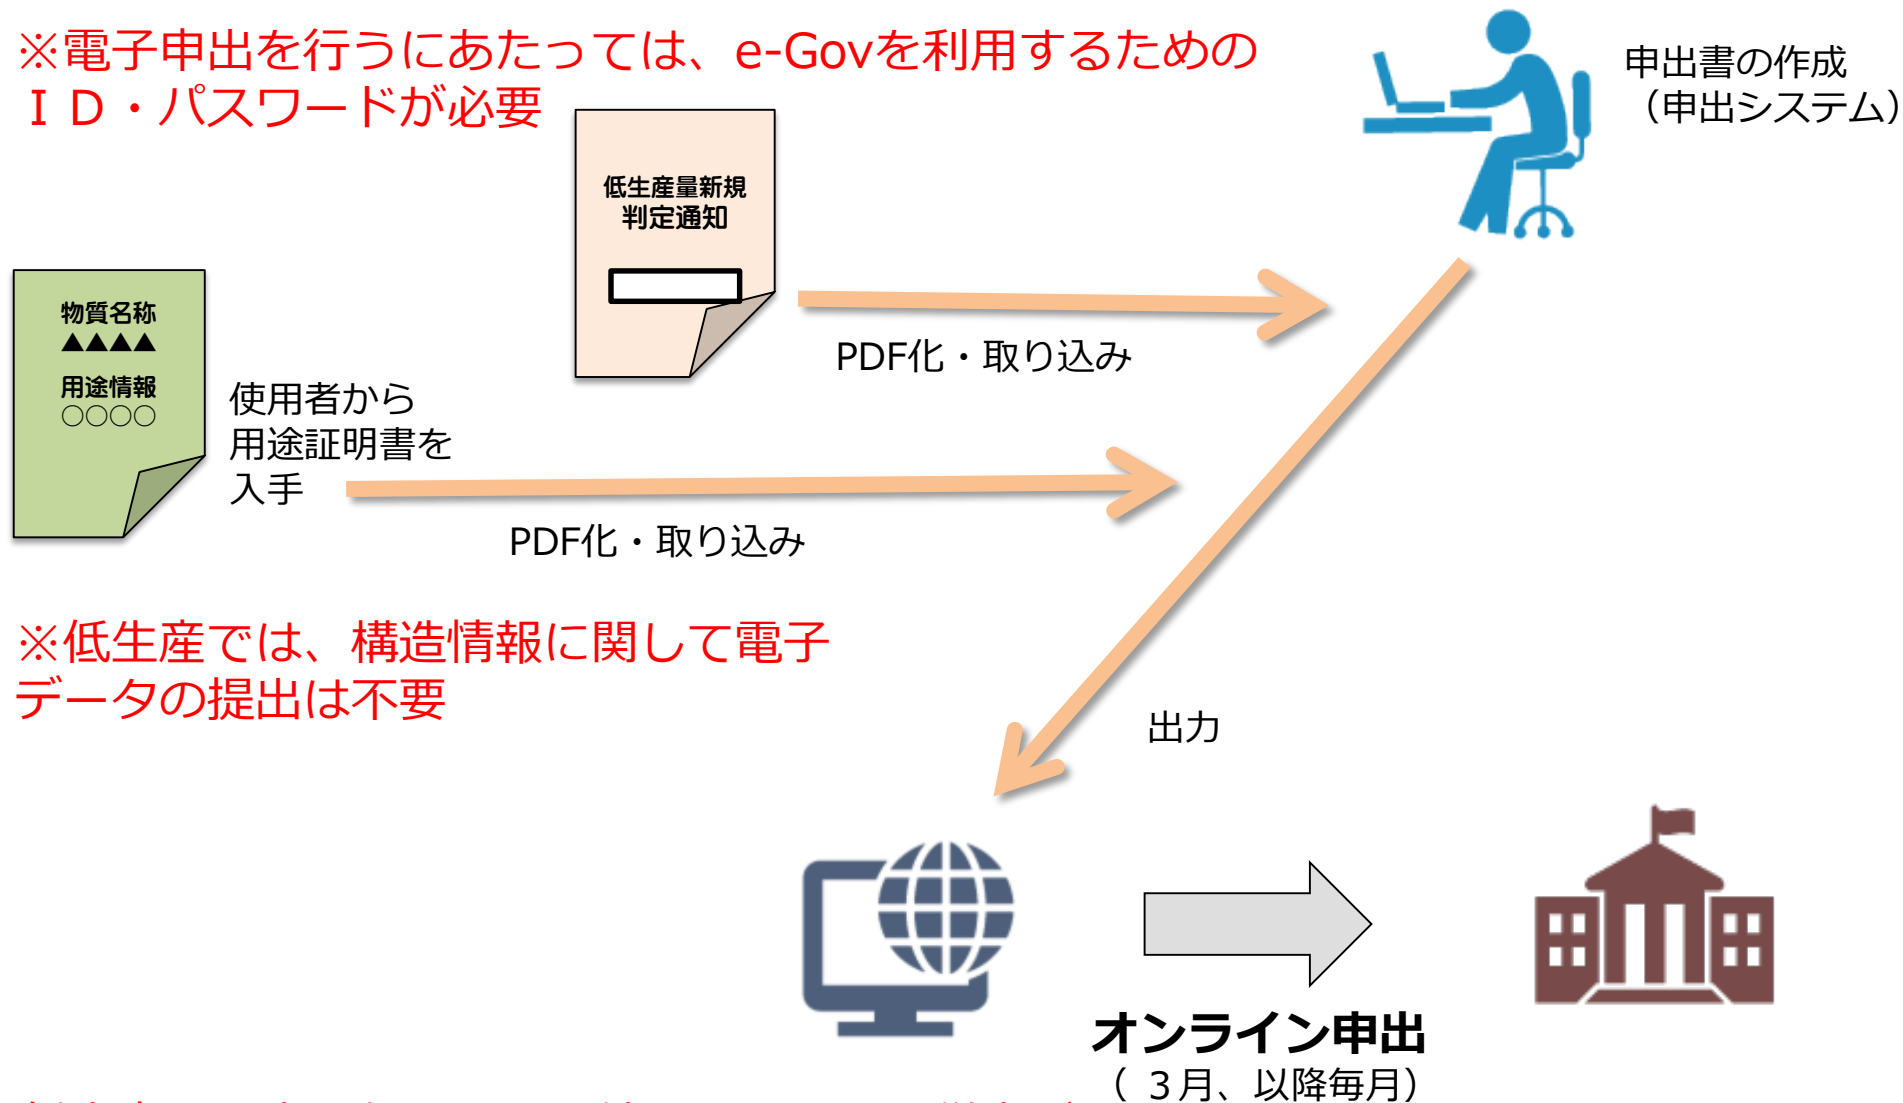 ※電子申出を行うにあたっては、e-Govを利用するための
ＩＤ・パスワードが必要
申出書の作成
（申出システム）
低生産量新規
判定通知
物質名称
▲▲▲▲
用途情報
○○○○
PDF化・取り込み
使用者から
用途証明書を
入手
PDF化・取り込み
※低生産では、構造情報に関して電子
データの提出は不要
出力
オンライン申出
（ ３月、以降毎月）